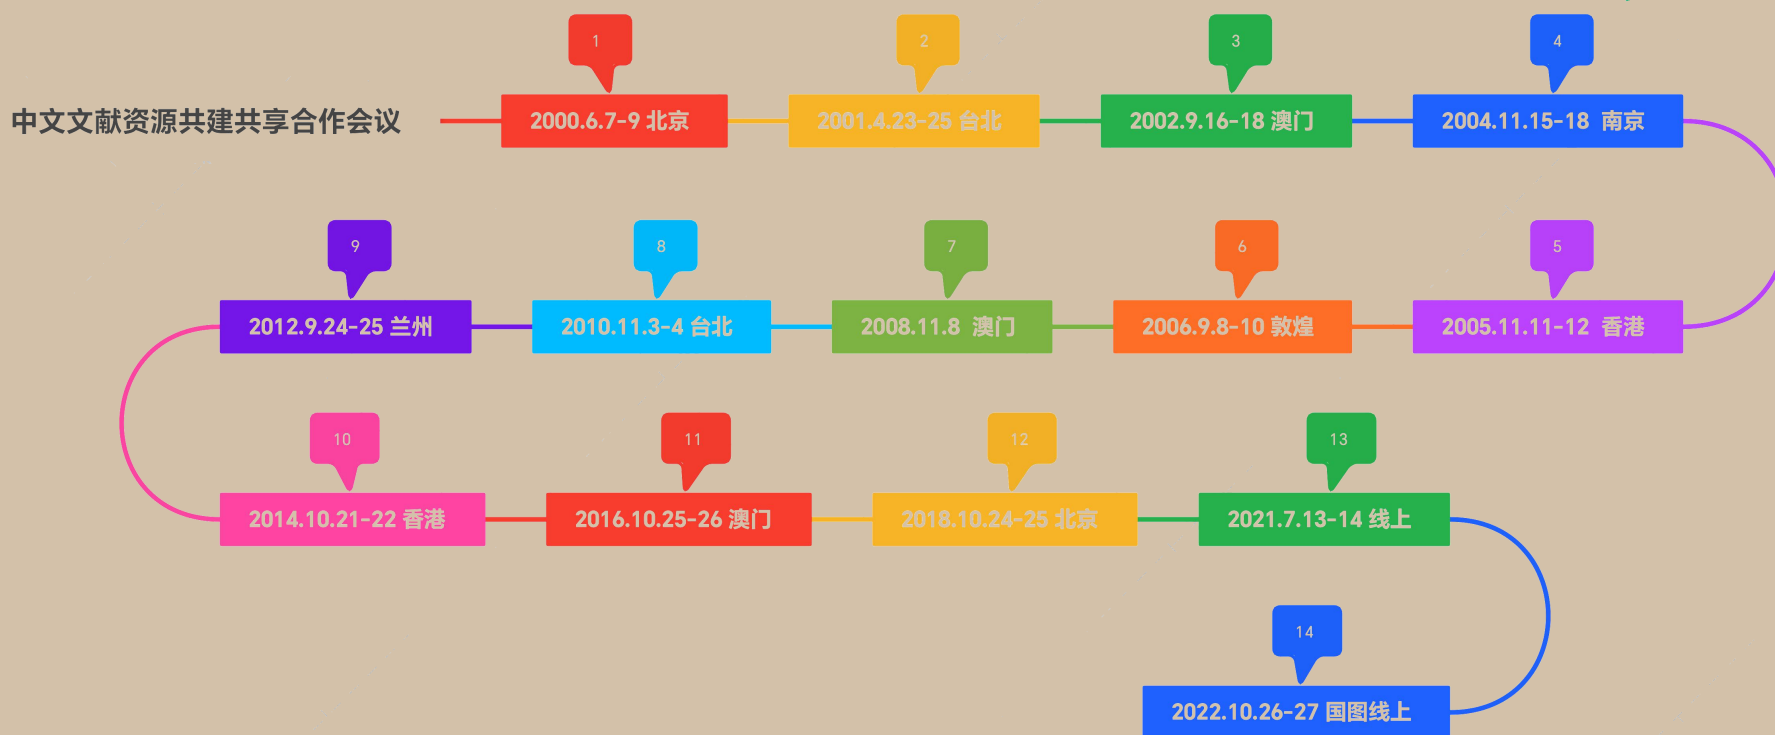 中文文献资源共建共享合作会议
1
2000.6.7-9 北京
2
2001.4.23-25 台北
3
2002.9.16-18 澳门
4
2004.11.15-18 南京
5
2005.11.11-12 香港
6
2006.9.8-10 敦煌
7
2008.11.8 澳门
8
2010.11.3-4 台北
9
2012.9.24-25 兰州
10
2014.10.21-22 香港
11
2016.10.25-26 澳门
12
2018.10.24-25 北京
13
2021.7.13-14 线上
14
2022.10.26-27 国图线上